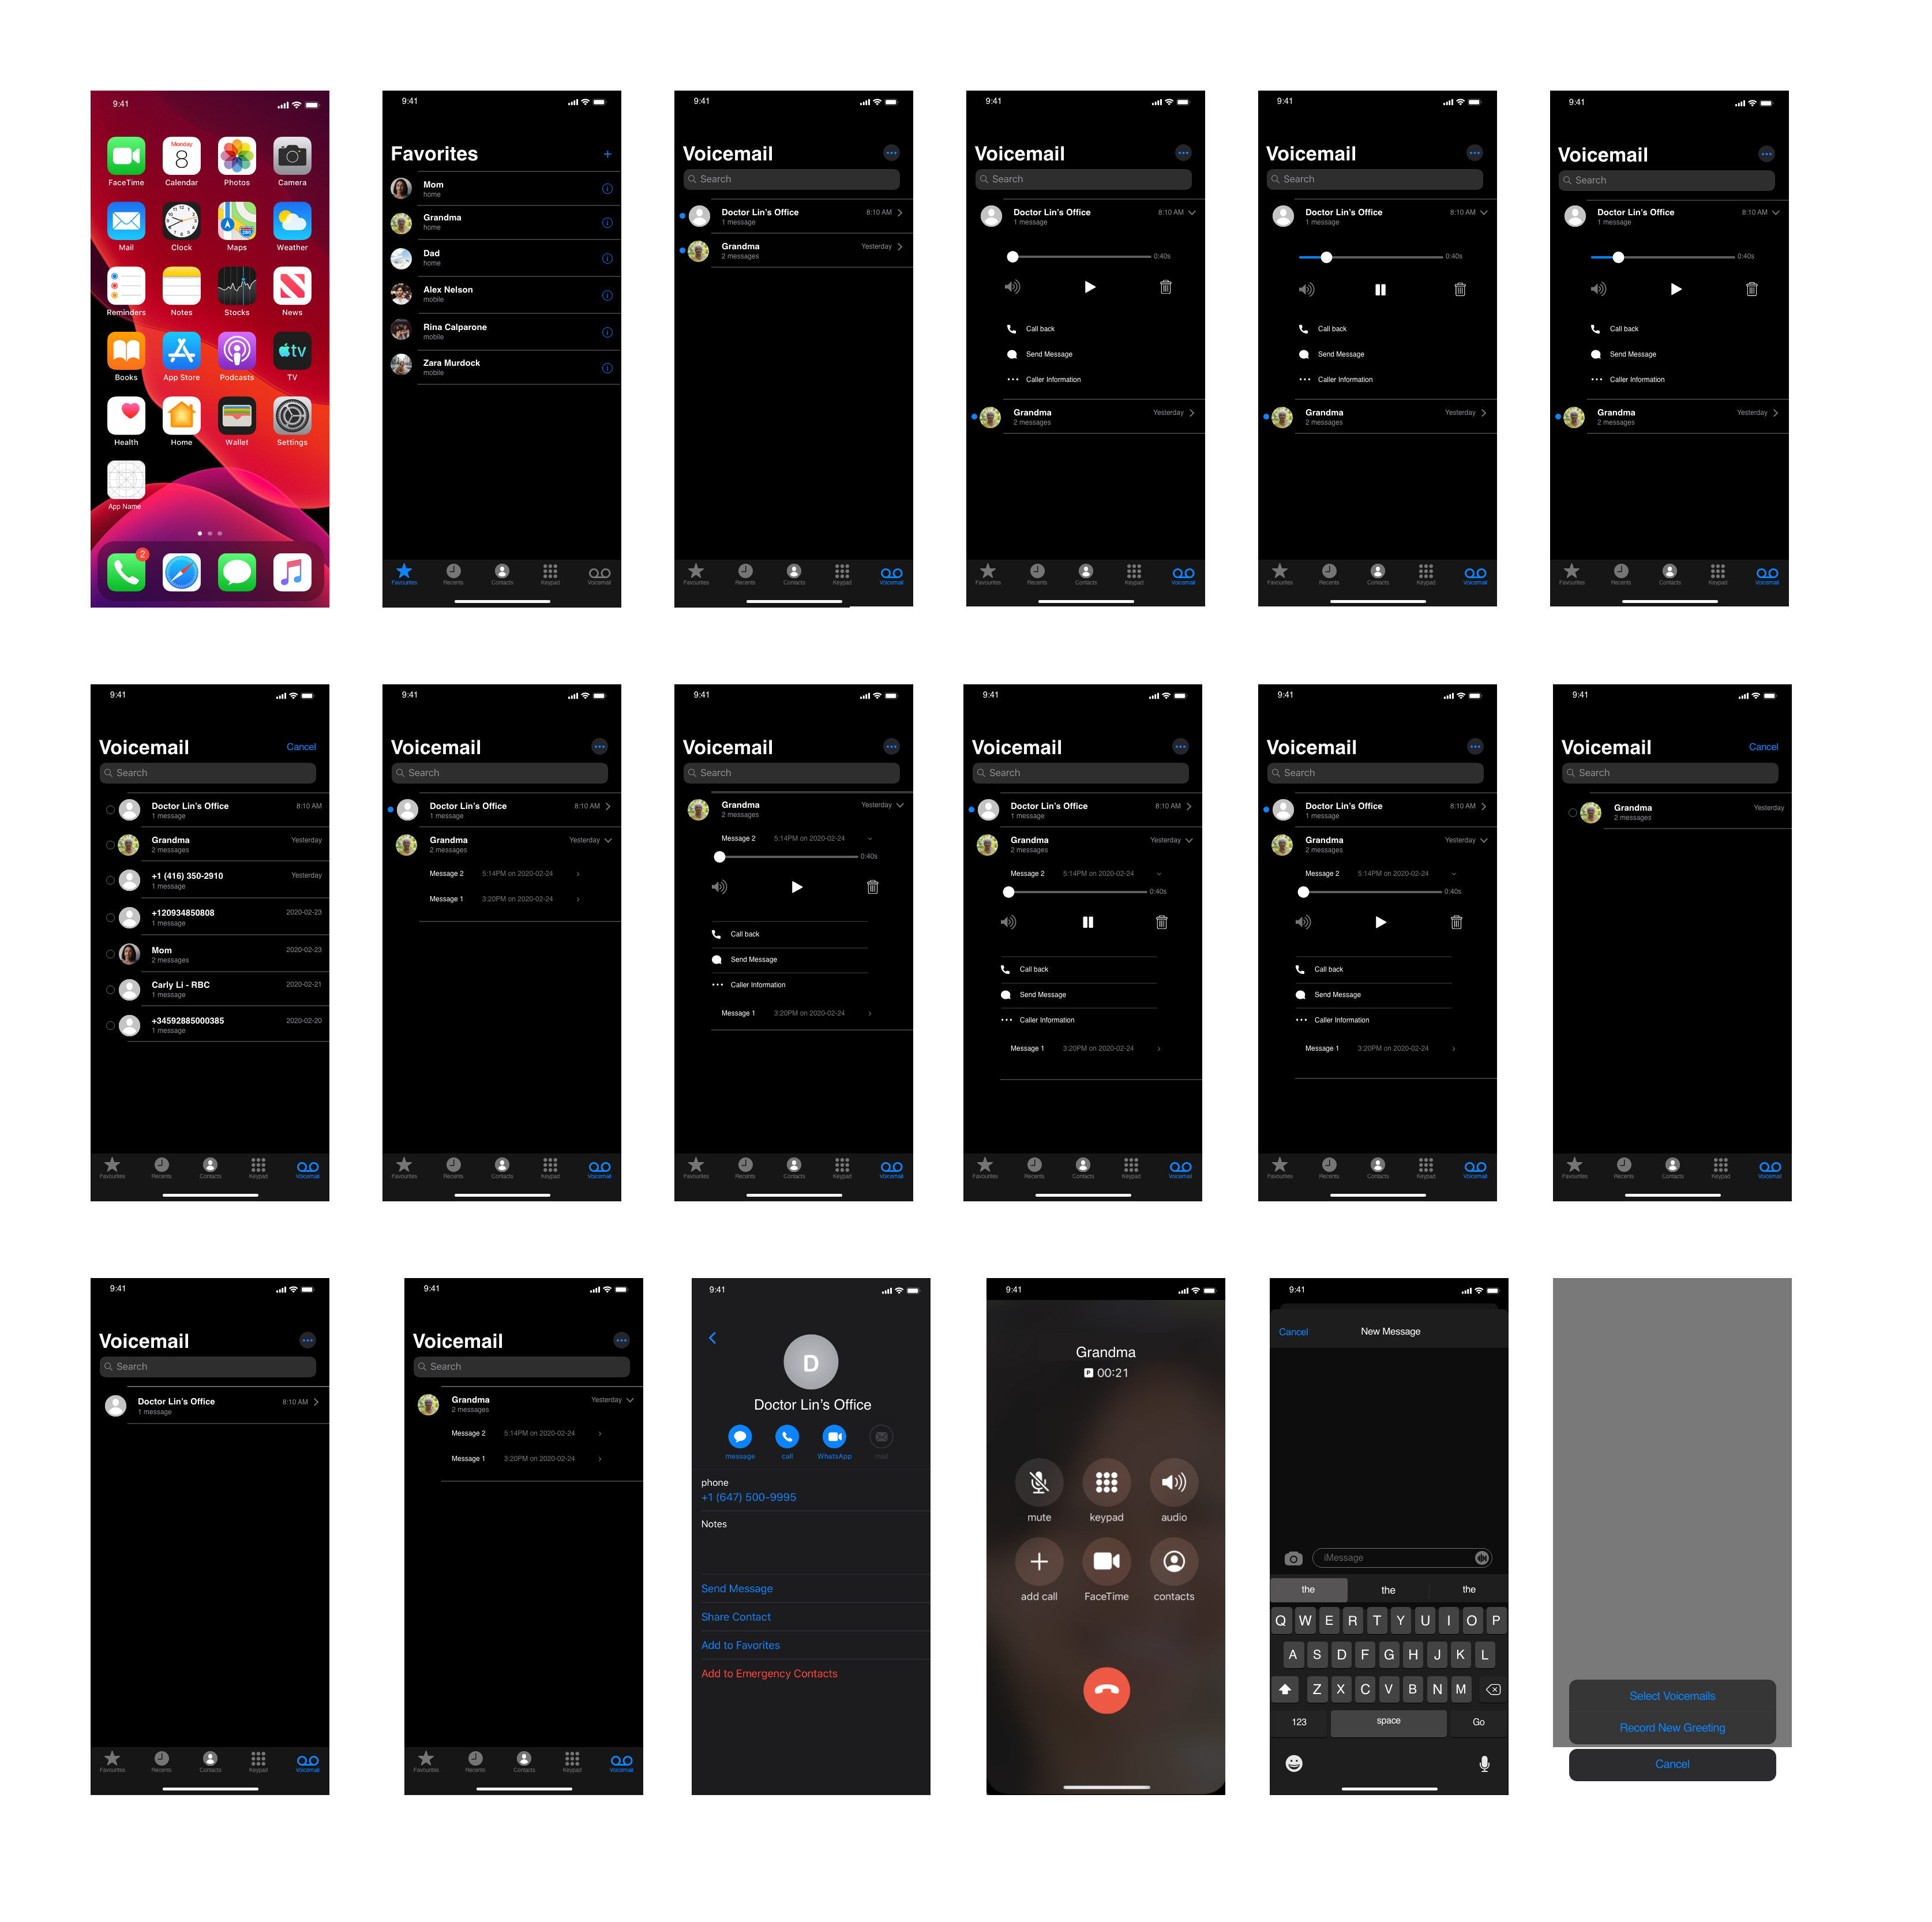 9:41
Monday
8
FaceTime
Calendar
Photos
Camera
Mail
Clock
Maps
Weather
Reminders
Notes
Stocks
News
tv
Books
App Store
Podcasts
TV
Health
Home
Wallet
Settings
App Name
2
9:41
Favorites
+
Mom
home
Grandma
home
Dad
home
Alex Nelson
mobile
Rina Calparone
mobile
Zara Murdock
mobile
Favourites Recents Contacts Keypad Voicemail
9:41
Voicemail
Search
Doctor Lin's Office 8:10 AM
1 message
Grandma Yesterday
2 messages
Favourites Recents Contacts Keypad Voicemail
9:41
Voicemail
Search
Doctor Lin's Office 8:10 AM
1 message
0:40s
Call back
Send Message
Caller Information
Grandma Yesterday
2 messages
Favourites Recents Contacts Keypad Voicemail
9:41
Voicemail
Search
Doctor Lin's Office 8:10 AM
1 message
0:40s
Call back
Send Message
Caller Information
Grandma Yesterday
2 messages
Favourites Recents Contacts Keypad Voicemail
9:41
Voicemail
Search
Doctor Lin's Office 8:10 AM
1 message
0:40s
Call back
Send Message
Caller Information
Grandma Yesterday
2 messages
Favourites Recents Contacts Keypad Voicemail
9:41
Voicemail Cancel
Search
Doctor Lin's Office 8:10 AM
1 message
Grandma Yesterday
2 messages
+1 (416) 350-2910 Yesterday
1 message
+120934850808 2020-02-23
1 message
Mom 2020-02-23
2 messages
Carly Li - RBC 2020-02-21
1 message
+34592885000385 2020-02-20
1 message
Favourites Recents Contacts Keypad Voicemail
9:41
Voicemail
Search
Doctor Lin's Office 8:10 AM
1 message
Grandma Yesterday
2 messages
Message 2 5:14PM on 2020-02-24
Message 1 3:20PM on 2020-02-24
Favourites Recents Contacts Keypad Voicemail
9:41
Voicemail
Search
Grandma Yesterday
2 messages
Message 2 5:14PM on 2020-02-24
0:40s
Call back
Send Message
Caller Information
Message 1 3:20PM on 2020-02-24
Favourites Recents Contacts Keypad Voicemail
9:41
Voicemail
Search
Doctor Lin's Office 8:10 AM
1 message
Grandma Yesterday
2 messages
Message 2 5:14PM on 2020-02-24
0:40s
Call back
Send Message
Caller Information
Message 1 3:20PM on 2020-02-24
Favourites Recents Contacts Keypad Voicemail
9:41
Voicemail
Search
Doctor Lin's Office 8:10 AM
1 message
Grandma Yesterday
2 messages
Message 2 5:14PM on 2020-02-24
0:40s
Call back
Send Message
Caller Information
Message 1 3:20PM on 2020-02-24
Favourites Recents Contacts Keypad Voicemail
9:41
Voicemail Cancel
Search
Grandma Yesterday
2 messages
Favourites Recents Contacts Keypad Voicemail
9:41
Voicemail
Search
Doctor Lin's Office 8:10 AM
1 message
Favourites Recents Contacts Keypad Voicemail
9:41
Voicemail
Search
Grandma Yesterday
2 messages
Message 2 5:14PM on 2020-02-24
Message 1 3:20PM on 2020-02-24
Favourites Recents Contacts Keypad Voicemail
9:41
D
Doctor Lin's Office
message call WhatsApp mail
phone
+1 (647) 500-9995
Notes
Send Message
Share Contact
Add to Favorites
Add to Emergency Contacts
9:41
Grandma
P 00:21
mute keypad audio
add call FaceTime contacts
9:41
Cancel New Message
iMessage
the the the
Q W E R T Y U I O P
A S D F G H J K L
Z X C V B N M
123 space Go
Select Voicemails
Record New Greeting
Cancel